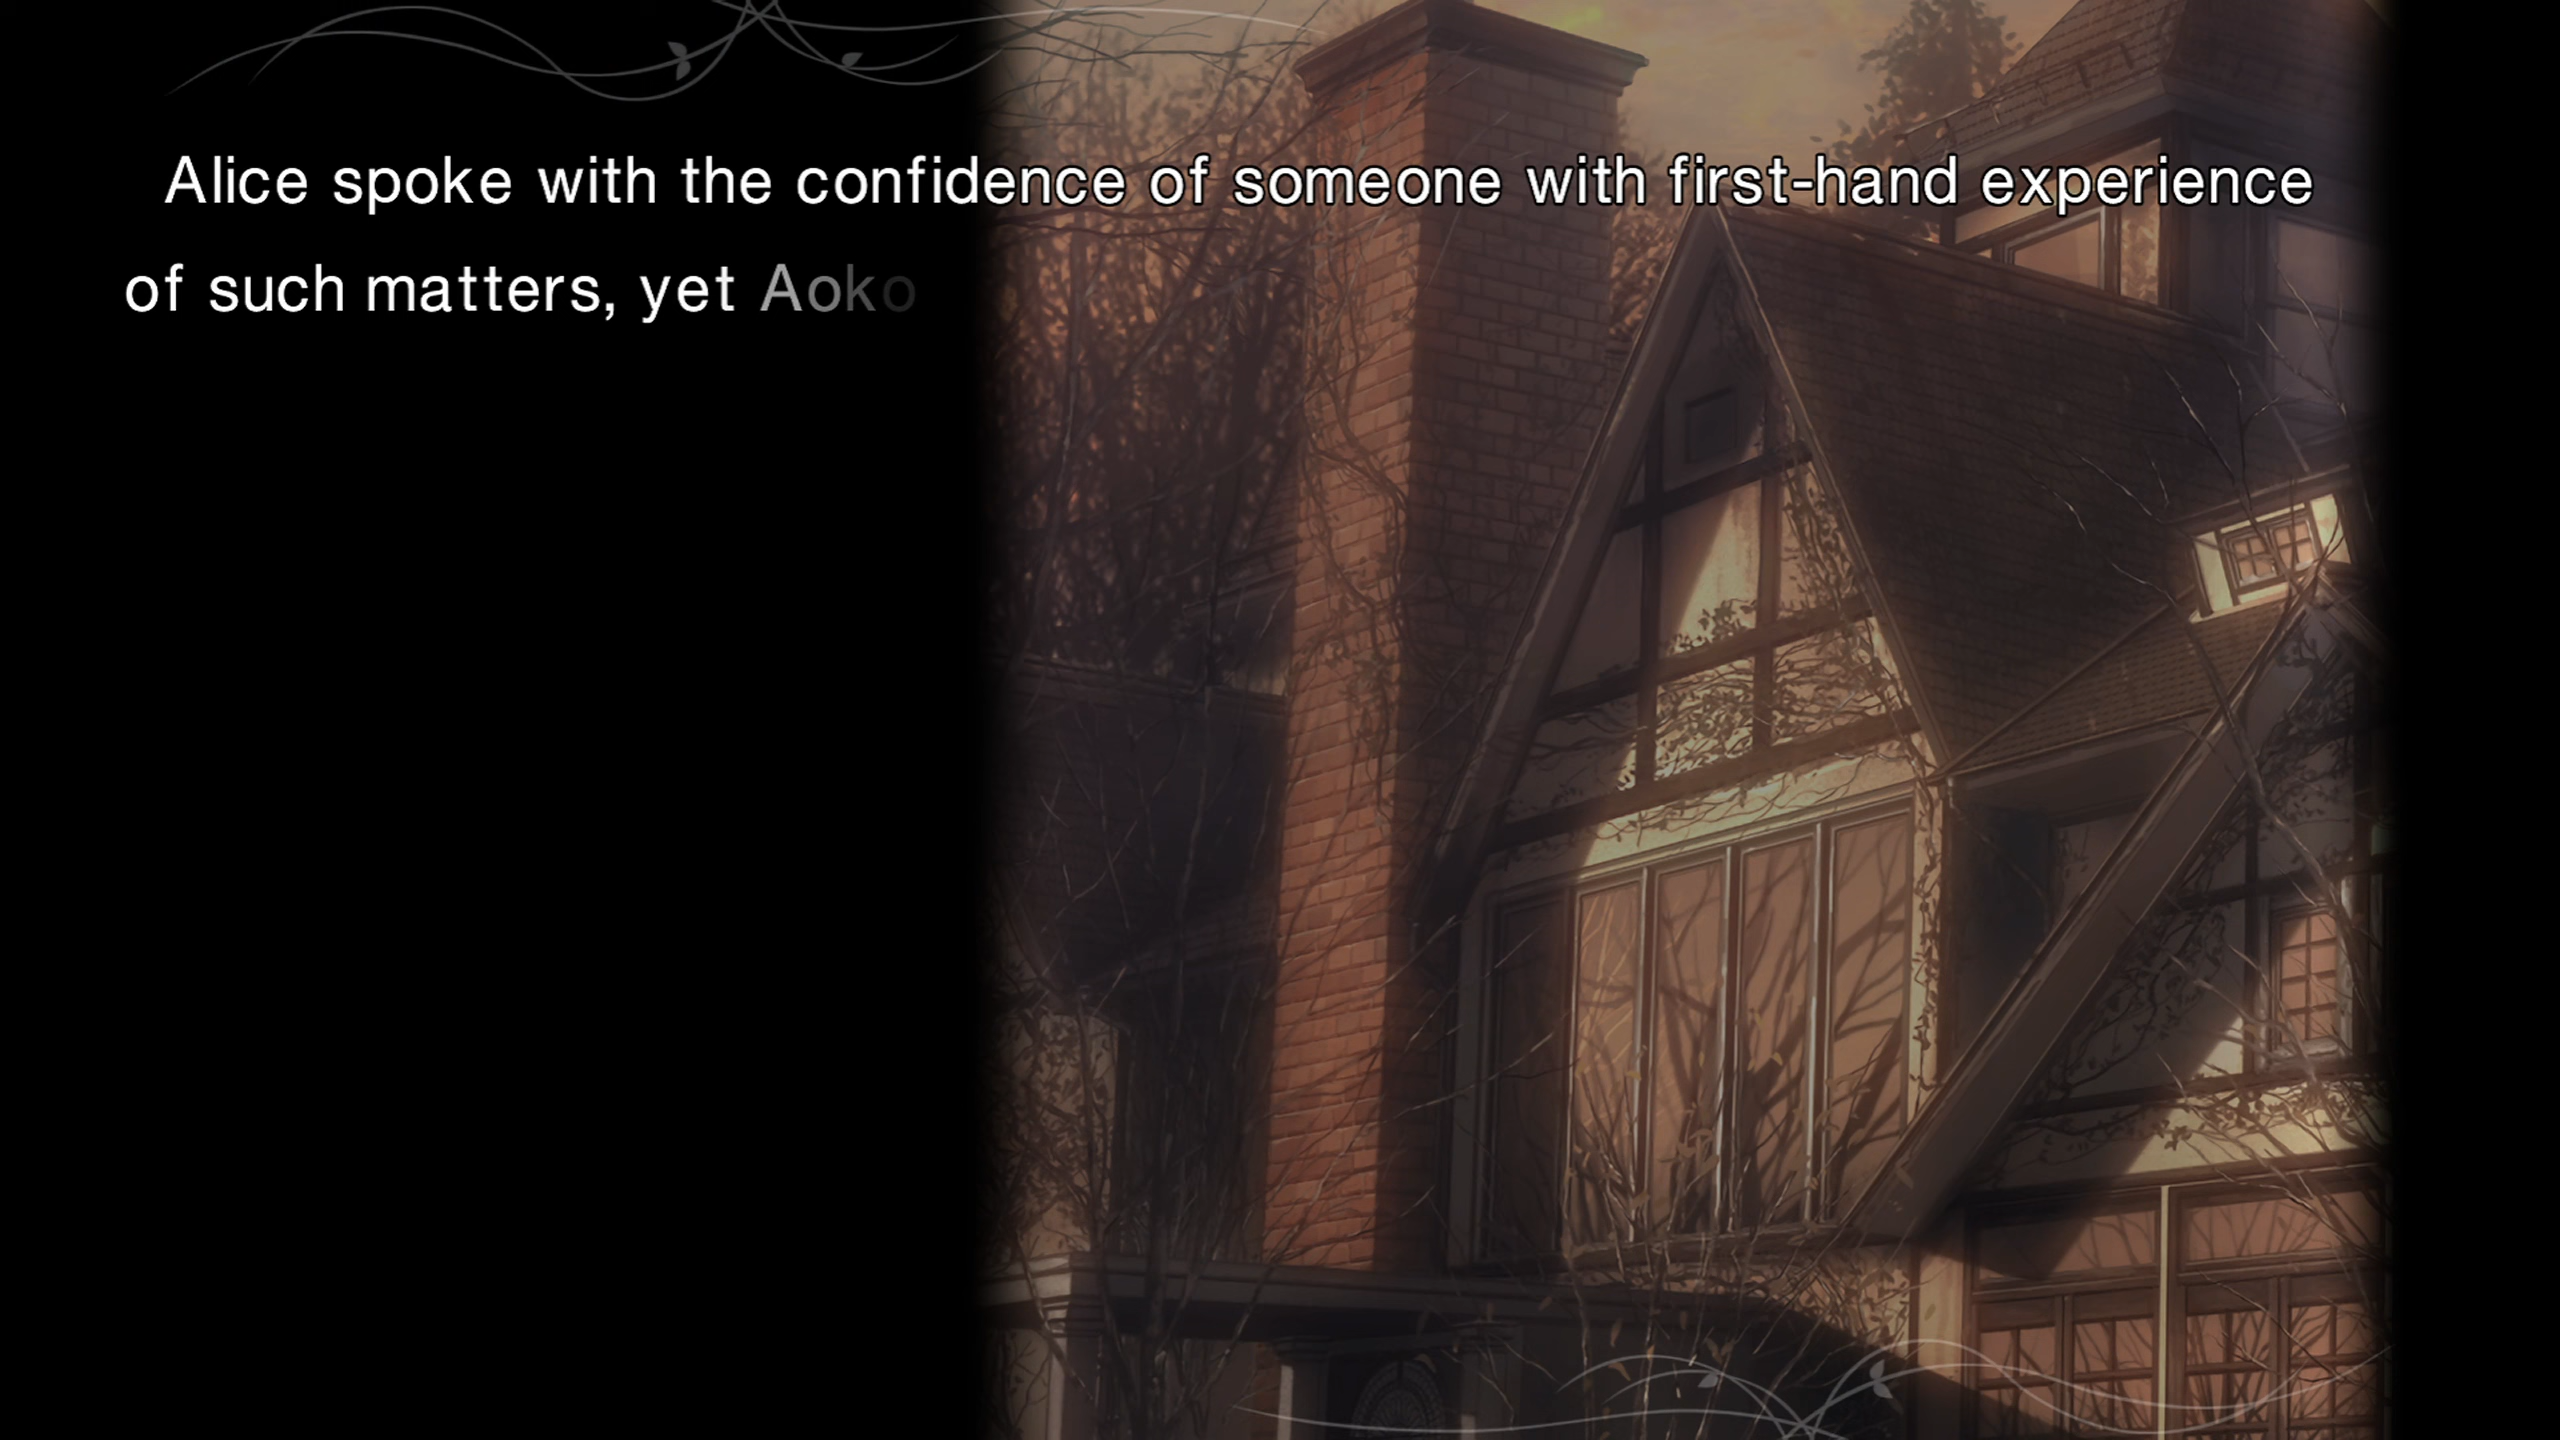 Alice spoke with the confidence of someone with first-hand experience
of such matters, yet Aoko